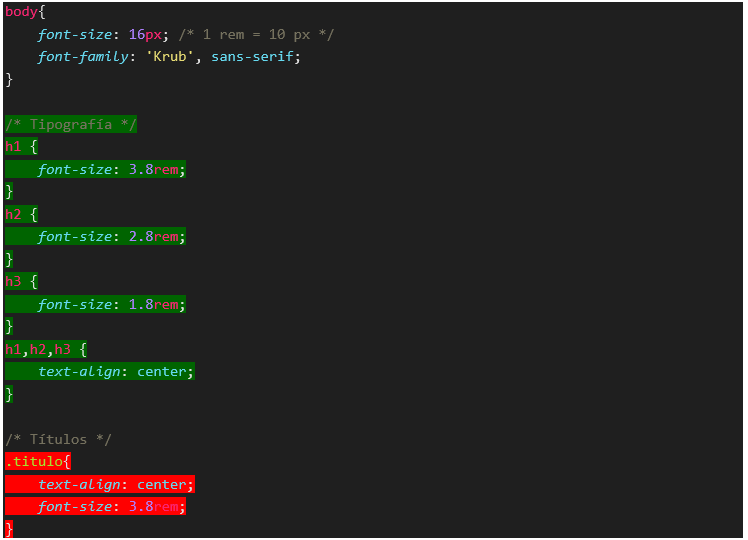 body{
    font-size: 16px; /* 1 rem = 10 px */
    font-family: 'Krub', sans-serif;
}

/* Tipografía */
h1 {
    font-size: 3.8rem;
}
h2 {
    font-size: 2.8rem;
}
h3 {
    font-size: 1.8rem;
}
h1,h2,h3 {
    text-align: center;
}

/* Títulos */
.titulo{
    text-align: center;
    font-size: 3.8rem;
}